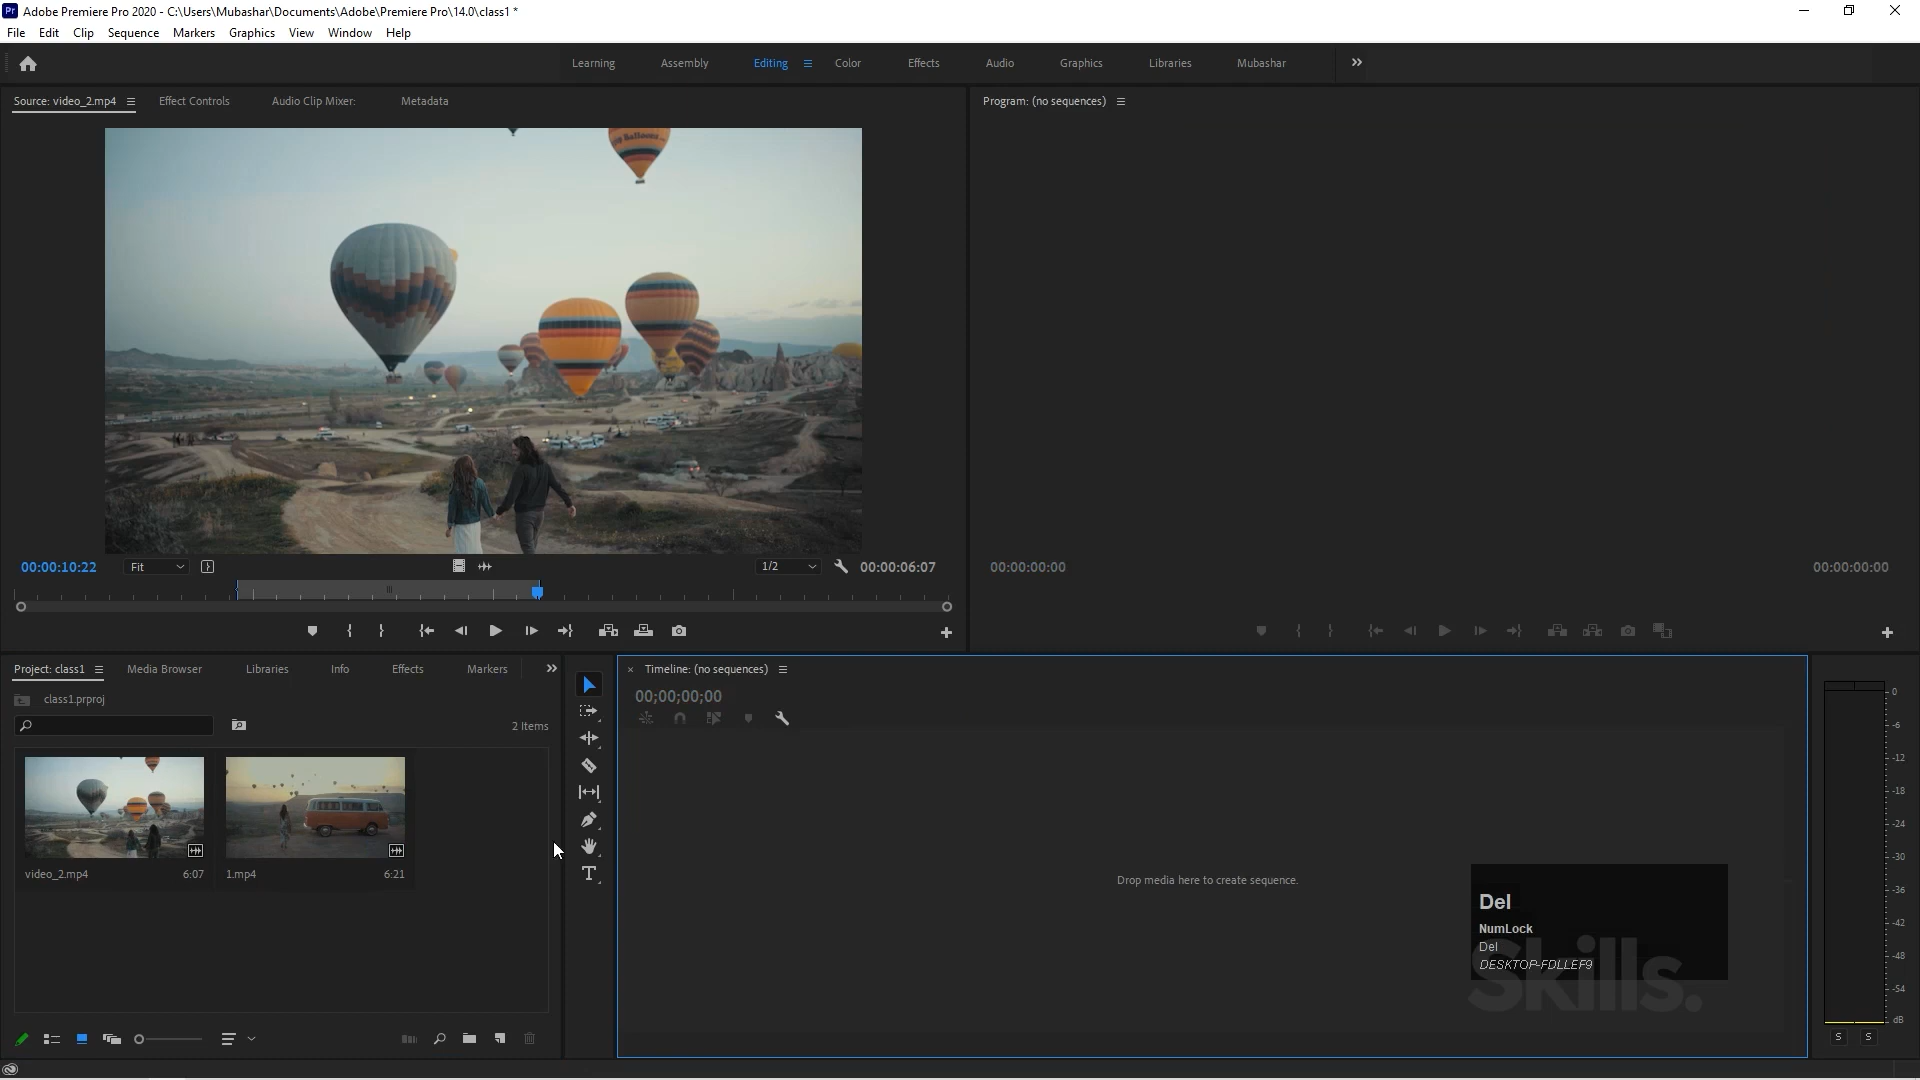 Adobe Premiere Pro 2020 - C:\Users\Mubashar\Documents\Adobe\Premiere Pro\14.0\class1 *
File Edit Clip Sequence Markers Graphics View Window Help
Learning Assembly Editing Color Effects Audio Graphics Libraries Mubashar
Source: video_2.mp4 Effect Controls Audio Clip Mixer: Metadata
Program: (no sequences)
Balloons
00:00:10:22 Fit 1/2 00:00:06:07
00:00:00:00 00:00:00:00
Project: class1 Media Browser Libraries Info Effects Markers
Timeline: (no sequences)
class1.prproj
00;00;00;00
2 Items
video_2.mp4 6:07
1.mp4 6:21
Drop media here to create sequence.
Del
NumLock
Del
DESKTOP-FDLLEF9
Skills.
0
-6
-12
-18
-24
-30
-36
-42
-48
-54
dB
S S